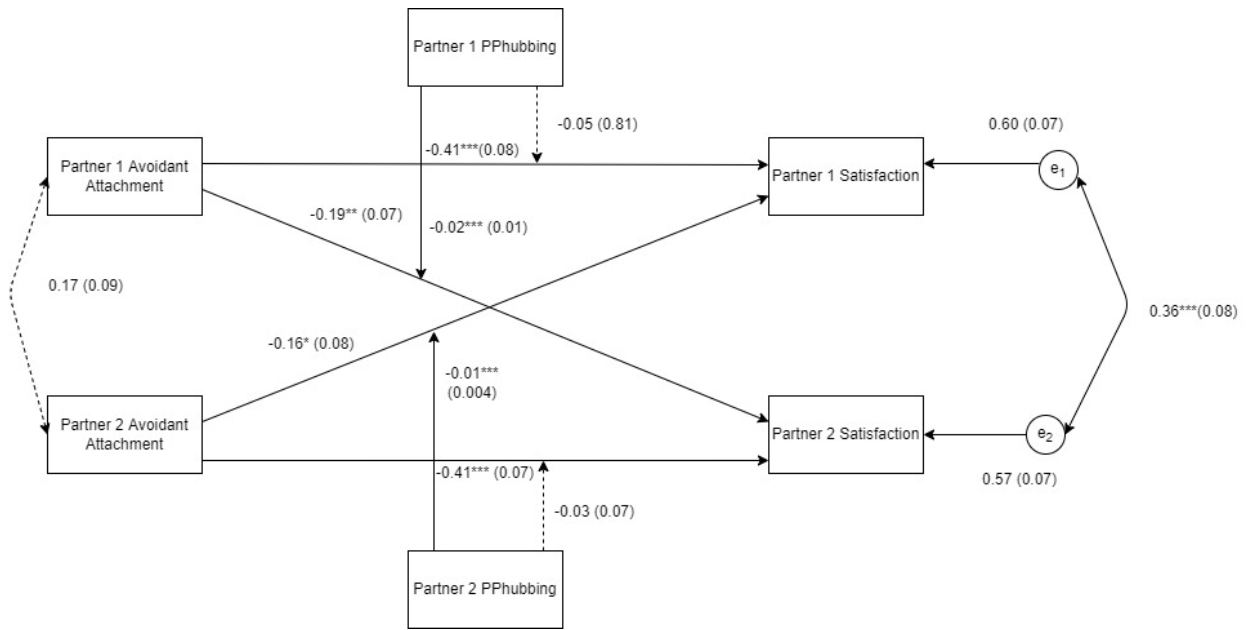 Partner 1 PPhubbing
-0.05 (0.81)
0.60 (0.07)
-0.41***(0.08)
Partner 1 Avoidant
Attachment
Partner 1 Satisfaction
e1
-0.19** (0.07)
-0.02*** (0.01)
0.17 (0.09)
0.36***(0.08)
-0.16* (0.08)
-0.01***
(0.004)
Partner 2 Avoidant
Attachment
Partner 2 Satisfaction
e2
-0.41*** (0.07)
0.57 (0.07)
-0.03 (0.07)
Partner 2 PPhubbing